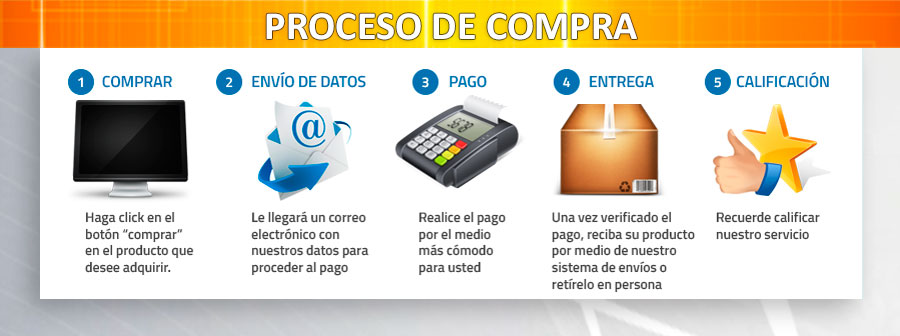 PROCESO DE COMPRA
1 COMPRAR
2 ENVÍO DE DATOS
3 PAGO
4 ENTREGA
5 CALIFICACIÓN
@
5678
Haga click en el
botón “comprar”
en el producto que
desee adquirir.
Le llegará un correo
electrónico con
nuestros datos para
proceder al pago
Realice el pago
por el medio
más cómodo
para usted
Una vez verificado el
pago, reciba su producto
por medio de nuestro
sistema de envíos o
retírelo en persona
Recuerde calificar
nuestro servicio